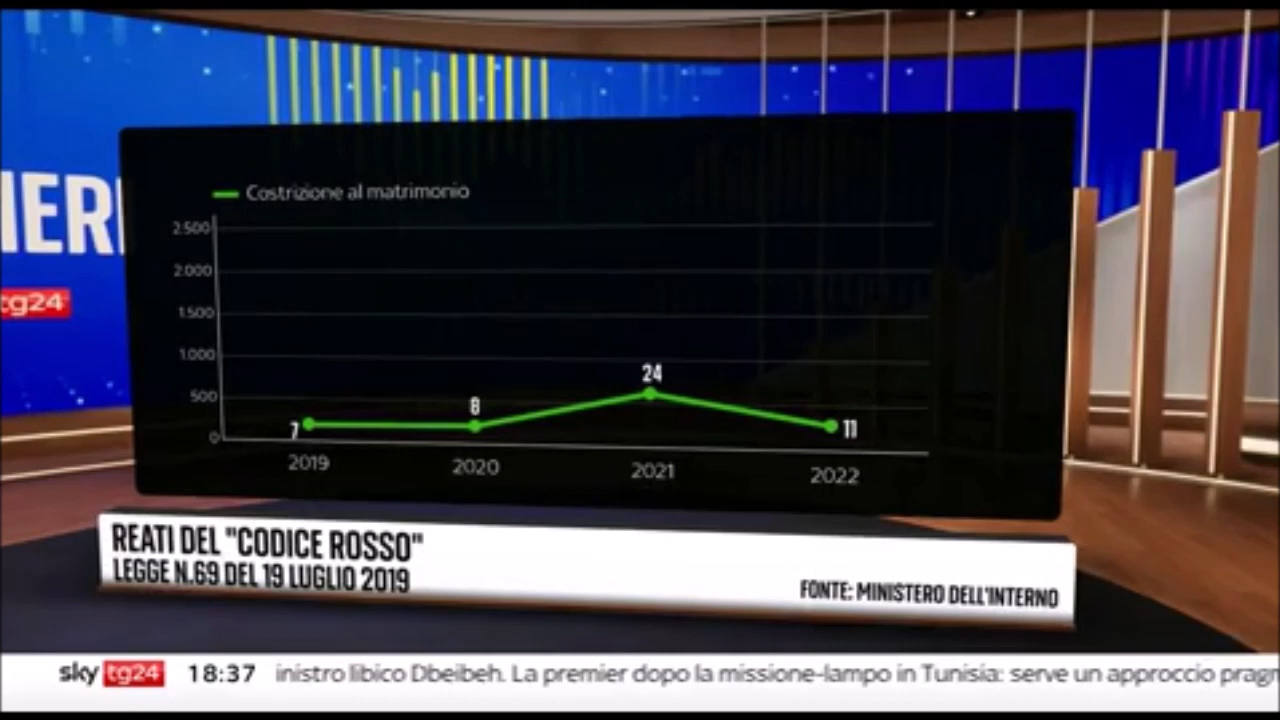 IERI
tg24
Costrizione al matrimonio
2.500
2.000
1.500
1.000
500
0
7
8
24
11
2019
2020
2021
2022
REATI DEL "CODICE ROSSO"
LEGGE N.69 DEL 19 LUGLIO 2019
FONTE: MINISTERO DELL'INTERNO
sky tg24 18:37 inistro libico Dbeibeh. La premier dopo la missione-lampo in Tunisia: serve un approccio pragm